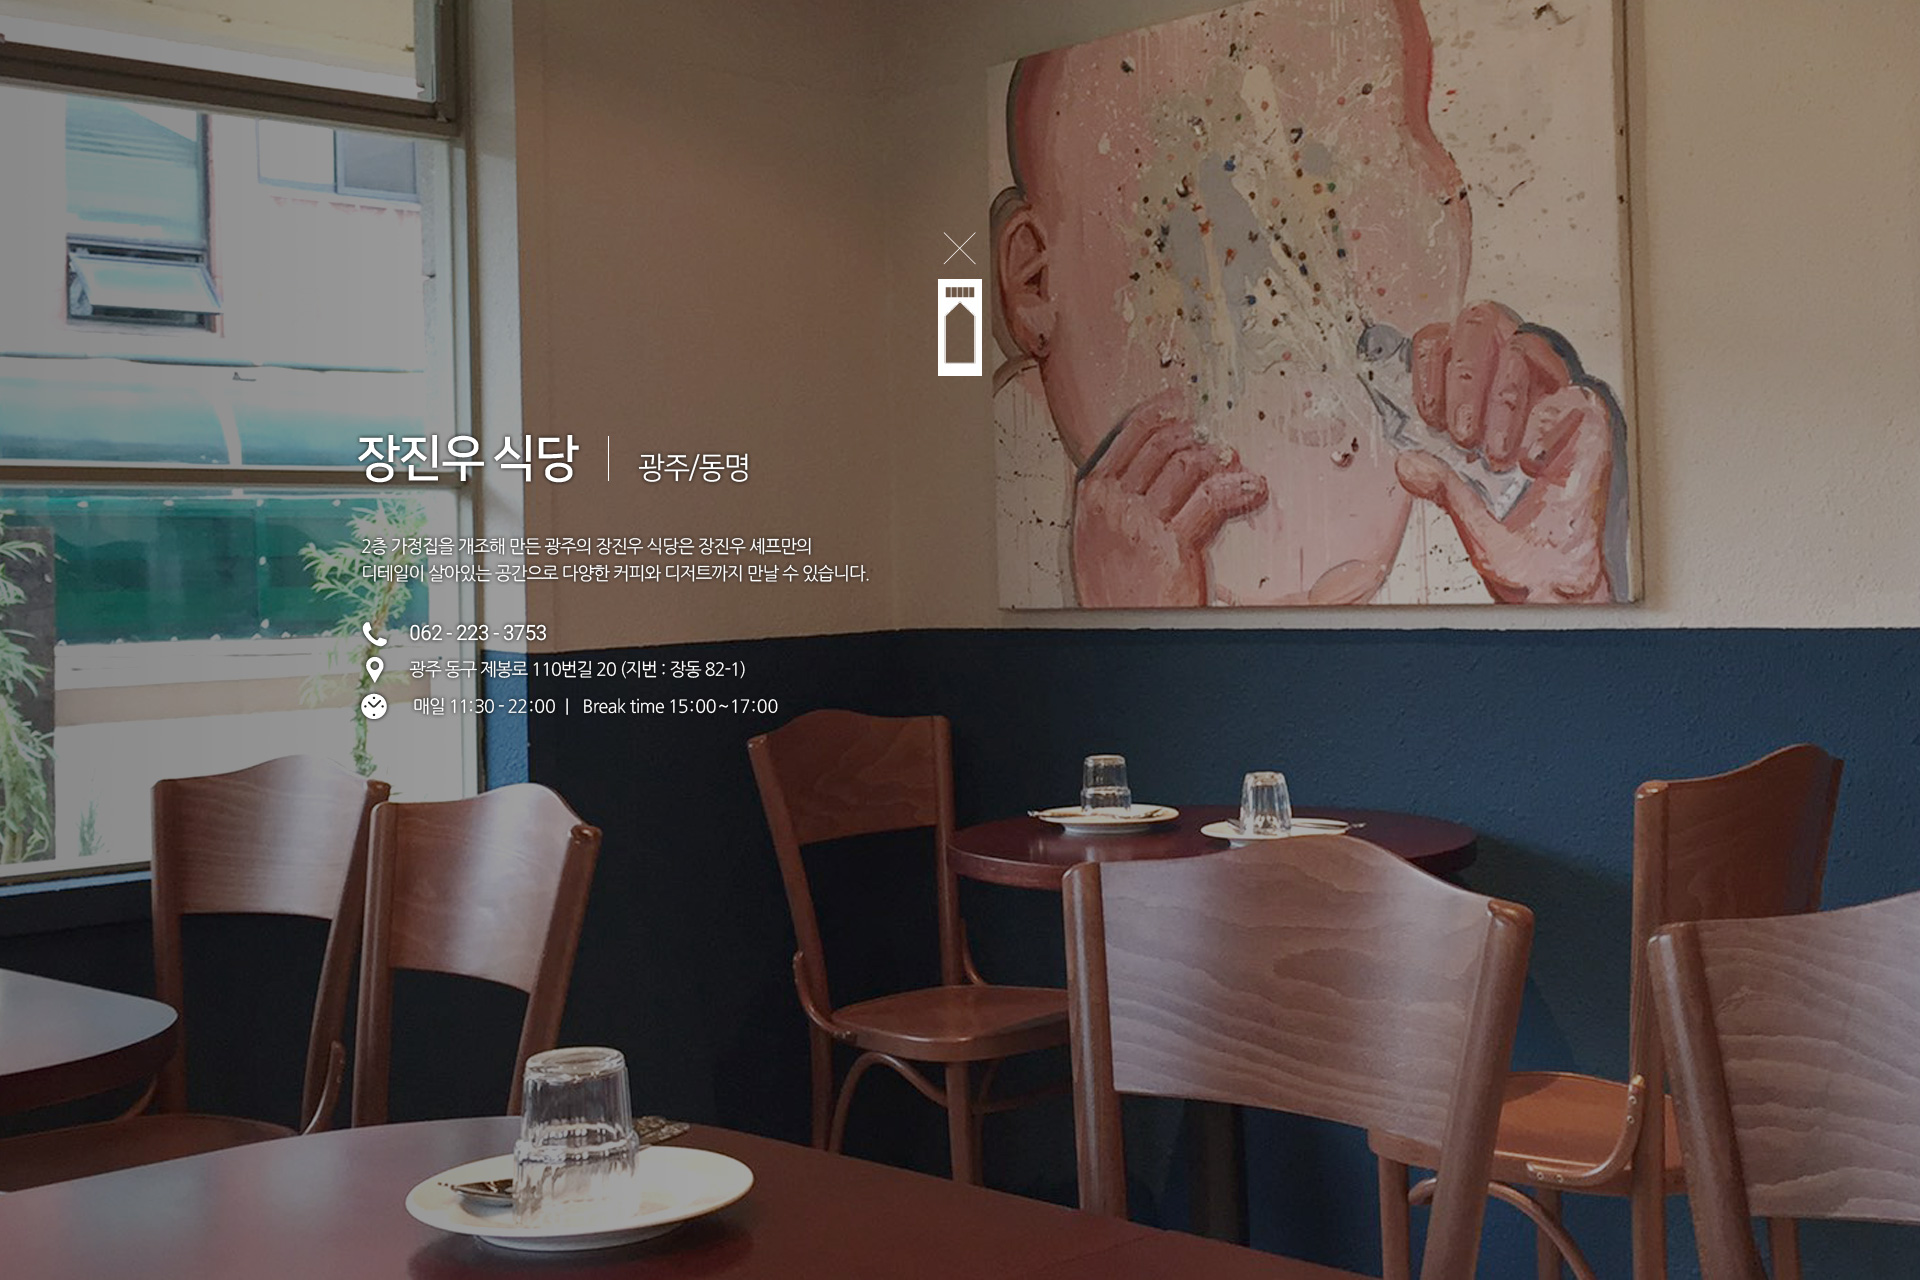 장진우 식당 | 광주/동명
2층 가정집을 개조해 만든 광주의 장진우 식당은 장진우 셰프만의
디테일이 살아있는 공간으로 다양한 커피와 디저트까지 만날 수 있습니다.
062 - 223 - 3753
광주 동구 제봉로 110번길 20 (지번 : 장동 82-1)
매일 11:30 - 22:00 | Break time 15:00~17:00